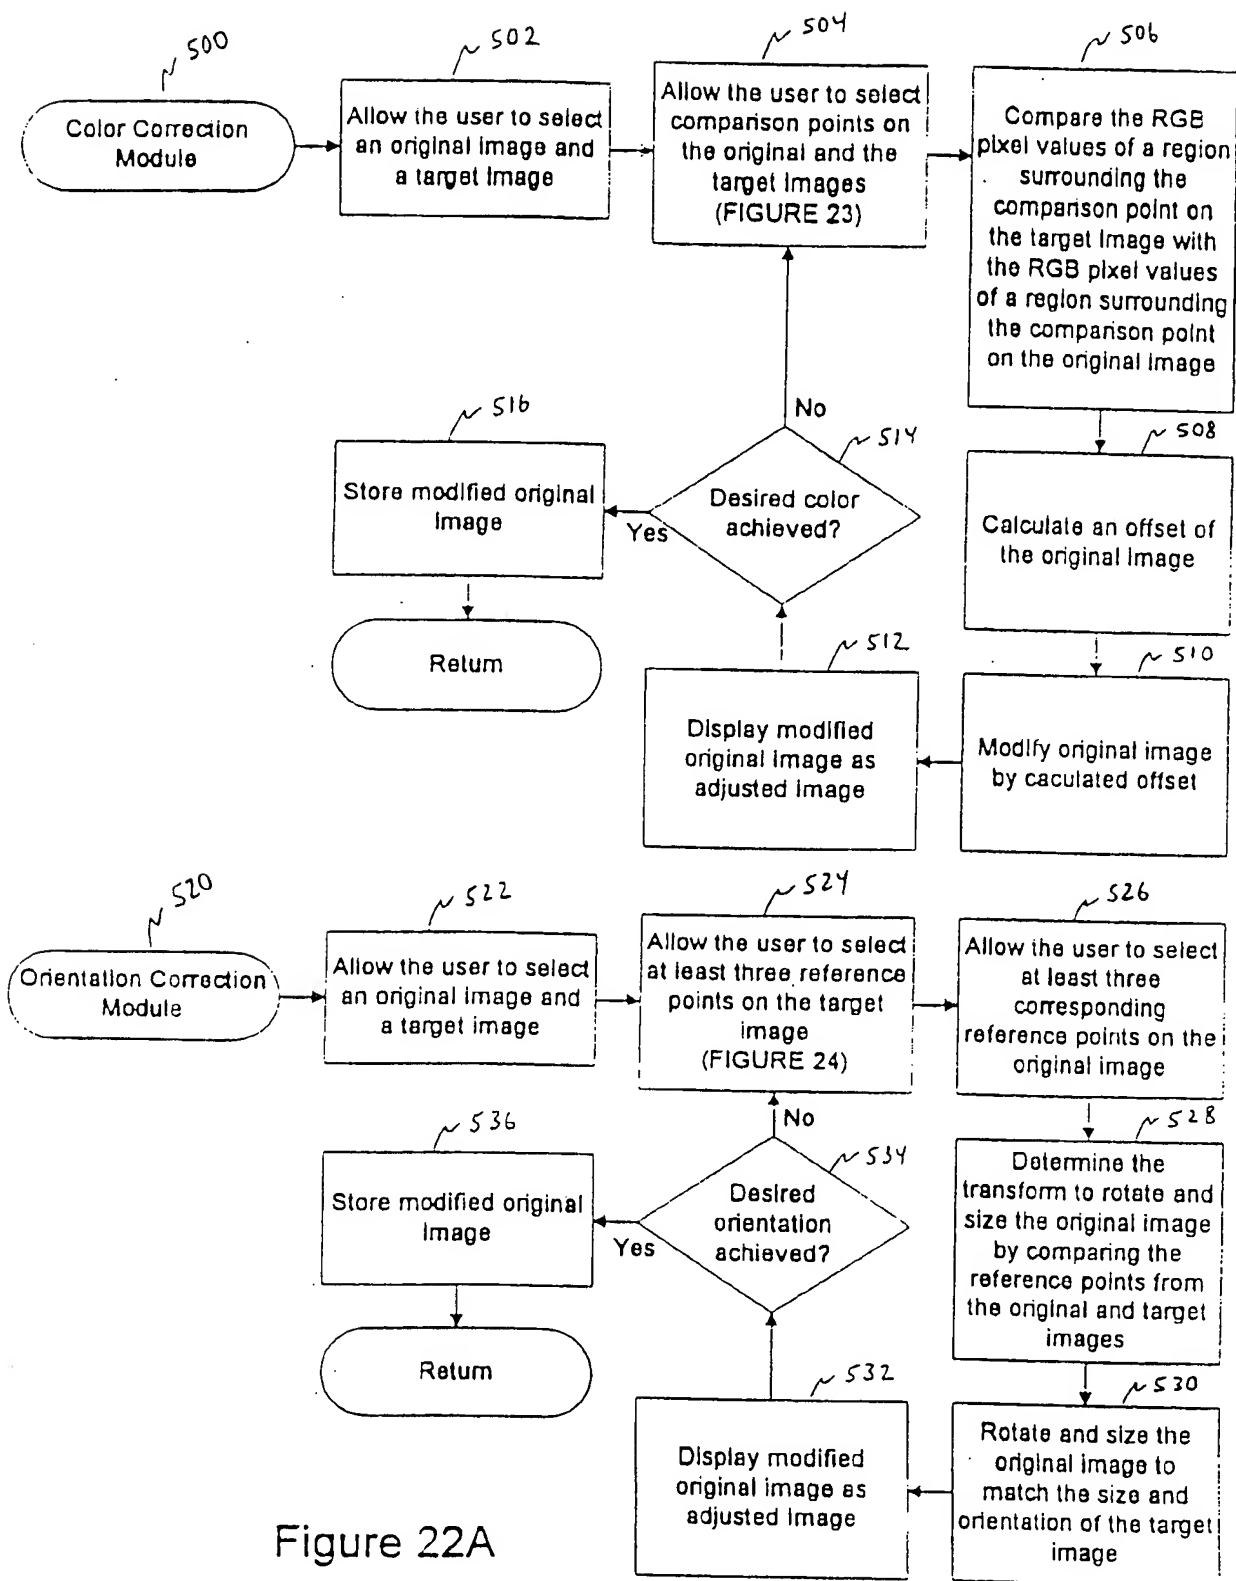 500
Color Correction
Module
502
Allow the user to select
an original image and
a target image
504
Allow the user to select
comparison points on
the original and the
target images
(FIGURE 23)
506
Compare the RGB
pixel values of a region
surrounding the
comparison point on
the target image with
the RGB pixel values
of a region surrounding
the comparison point
on the original image
508
Calculate an offset of
the original image
510
Modify original image
by caculated offset
512
Display modified
original image as
adjusted image
514
Desired color
achieved?
No
Yes
516
Store modified original
image
Return
520
Orientation Correction
Module
522
Allow the user to select
an original image and
a target image
524
Allow the user to select
at least three reference
points on the target
image
(FIGURE 24)
526
Allow the user to select
at least three
corresponding
reference points on the
original image
528
Determine the
transform to rotate and
size the original image
by comparing the
reference points from
the original and target
images
530
Rotate and size the
original image to
match the size and
orientation of the target
image
532
Display modified
original image as
adjusted image
534
Desired
orientation
achieved?
No
Yes
536
Store modified original
image
Return
Figure 22A